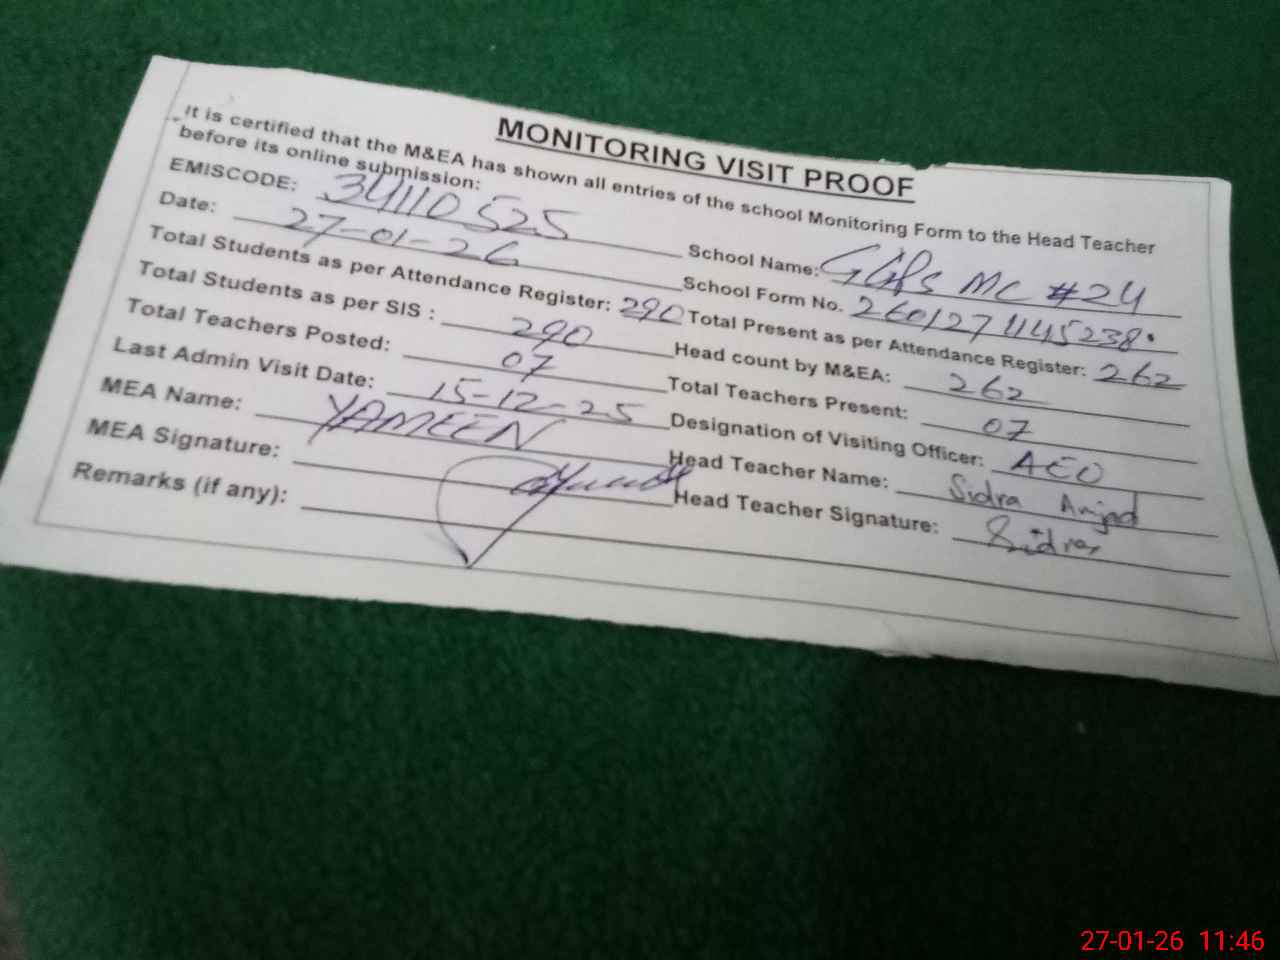 MONITORING VISIT PROOF
It is certified that the M&EA has shown all entries of the school Monitoring Form to the Head Teacher
before its online submission:
EMISCODE: 34110525 School Name: GGPS MC #24
Date: 27-01-26 School Form No. 2601271145238
Total Students as per Attendance Register: 290 Total Present as per Attendance Register: 262
Total Students as per SIS : 290 Head count by M&EA: 262
Total Teachers Posted: 07 Total Teachers Present: 07
Last Admin Visit Date: 15-12-25 Designation of Visiting Officer: AEO
MEA Name: YAMEEN Head Teacher Name: Sidra Amjad
MEA Signature: Head Teacher Signature: Sidra
Remarks (if any):
27-01-26 11:46